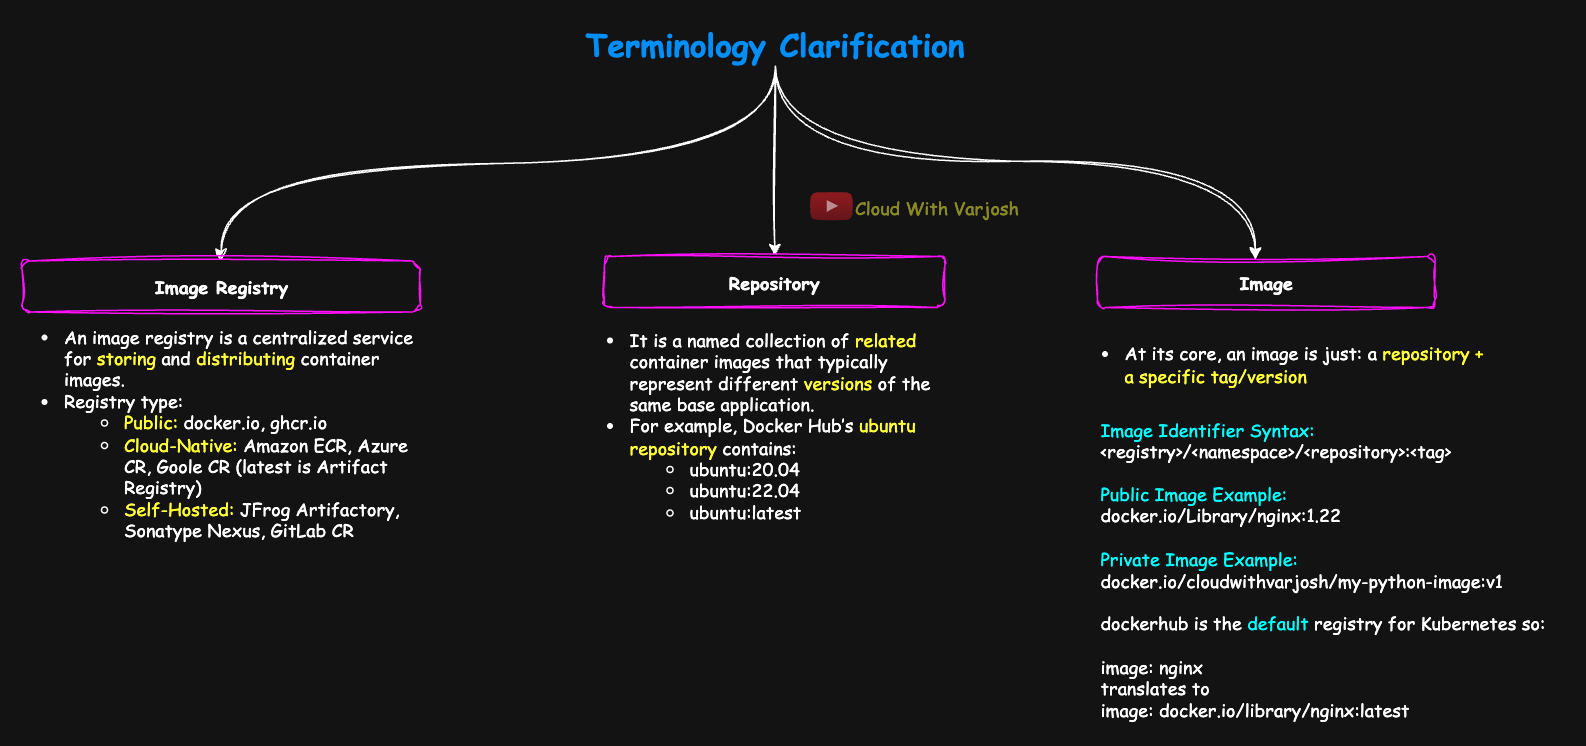 Terminology Clarification
Cloud With Varjosh
Image Registry
• An image registry is a centralized service
for storing and distributing container
images.
• Registry type:
○ Public: docker.io, ghcr.io
○ Cloud-Native: Amazon ECR, Azure
CR, Goole CR (latest is Artifact
Registry)
○ Self-Hosted: JFrog Artifactory,
Sonatype Nexus, GitLab CR
Repository
• It is a named collection of related
container images that typically
represent different versions of the
same base application.
• For example, Docker Hub's ubuntu
repository contains:
○ ubuntu:20.04
○ ubuntu:22.04
○ ubuntu:latest
Image
• At its core, an image is just: a repository +
a specific tag/version
Image Identifier Syntax:
<registry>/<namespace>/<repository>:<tag>
Public Image Example:
docker.io/Library/nginx:1.22
Private Image Example:
docker.io/cloudwithvarjosh/my-python-image:v1
dockerhub is the default registry for Kubernetes so:
image: nginx
translates to
image: docker.io/library/nginx:latest